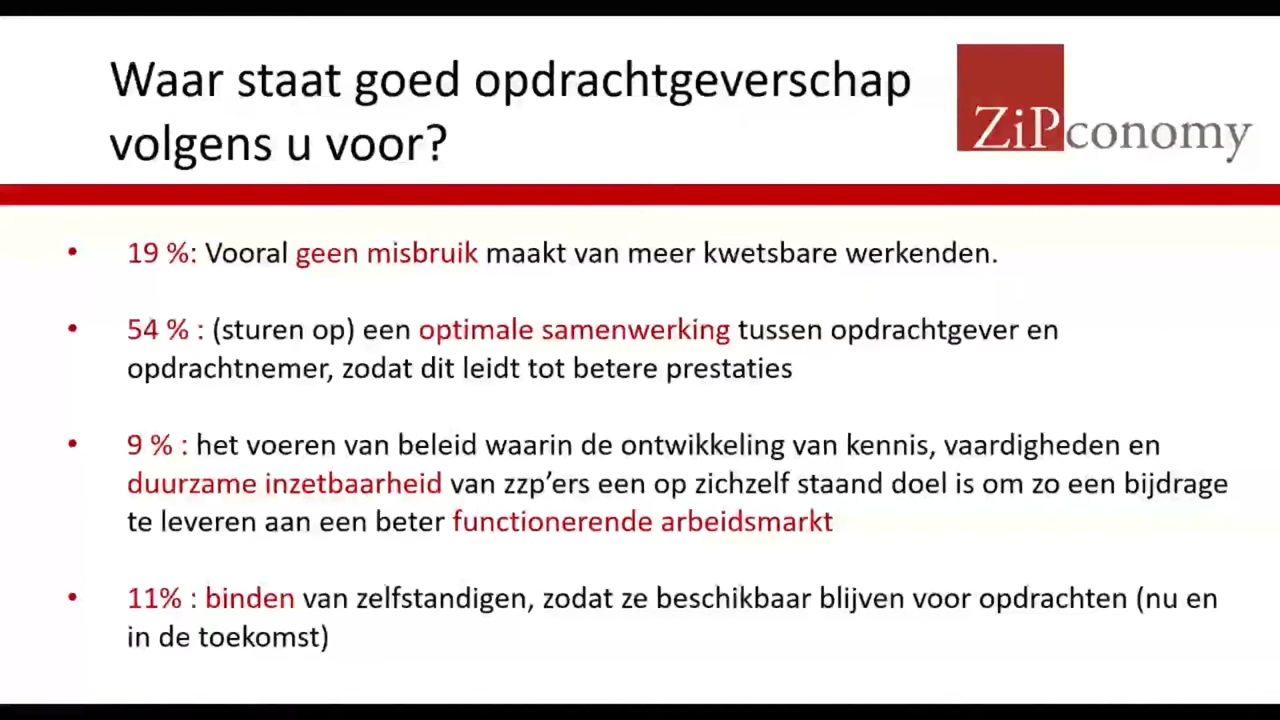 Waar staat goed opdrachtgeverschap
volgens u voor?
ZiPconomy
• 19 %: Vooral geen misbruik maakt van meer kwetsbare werkenden.
• 54 % : (sturen op) een optimale samenwerking tussen opdrachtgever en
opdrachtnemer, zodat dit leidt tot betere prestaties
• 9 % : het voeren van beleid waarin de ontwikkeling van kennis, vaardigheden en
duurzame inzetbaarheid van zzp’ers een op zichzelf staand doel is om zo een bijdrage
te leveren aan een beter functionerende arbeidsmarkt
• 11% : binden van zelfstandigen, zodat ze beschikbaar blijven voor opdrachten (nu en
in de toekomst)